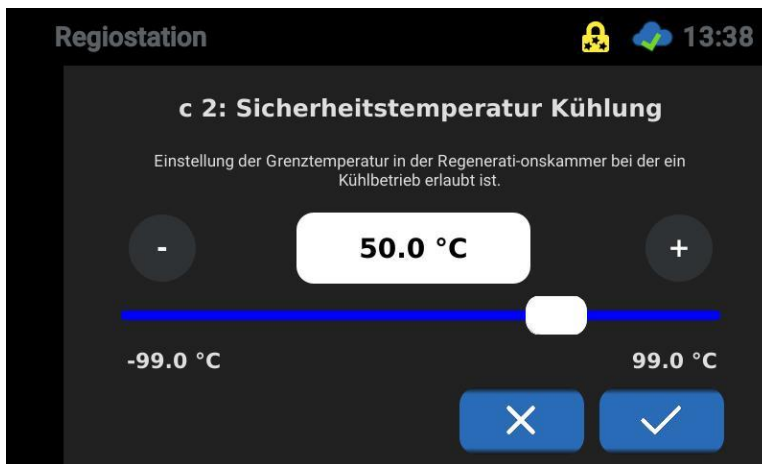 Regiostation
13:38
c 2: Sicherheitstemperatur Kühlung
Einstellung der Grenztemperatur in der Regenerati-onskammer bei der ein
Kühlbetrieb erlaubt ist.
-
50.0 °C
+
-99.0 °C
99.0 °C